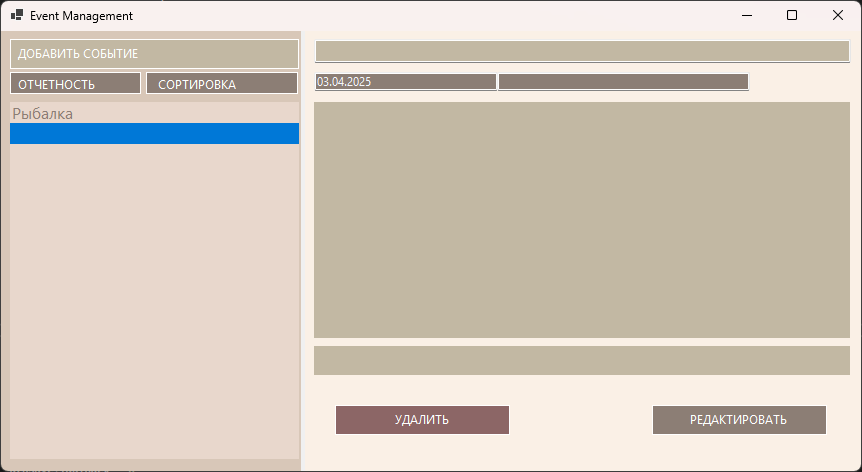 Event Management
ДОБАВИТЬ СОБЫТИЕ
ОТЧЕТНОСТЬ
СОРТИРОВКА
Рыбалка
03.04.2025
УДАЛИТЬ
РЕДАКТИРОВАТЬ